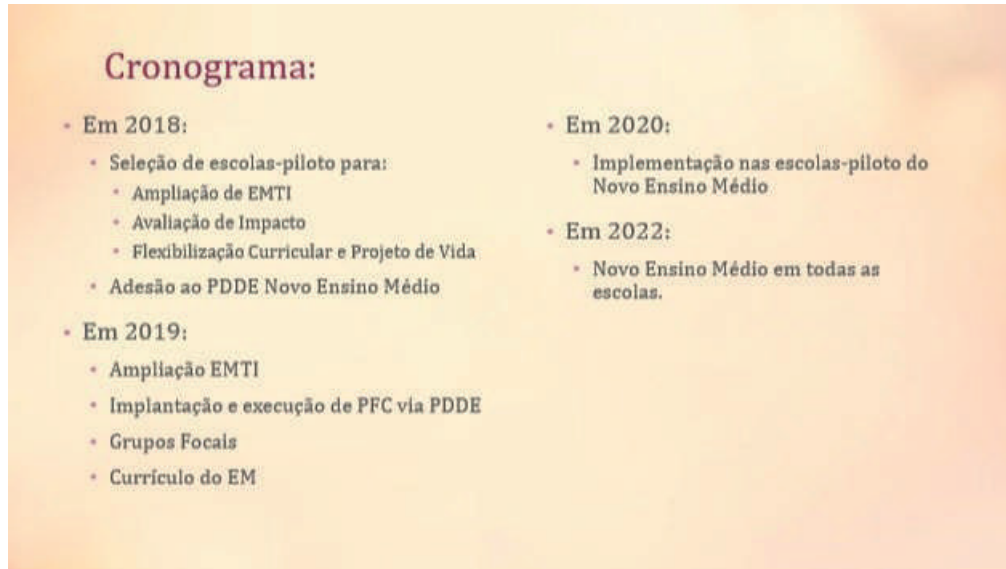 Cronograma:
• Em 2018:
• Seleção de escolas-piloto para:
• Ampliação de EMTI
• Avaliação de Impacto
• Flexibilização Curricular e Projeto de Vida
• Adesão ao PDDE Novo Ensino Médio
• Em 2019:
• Ampliação EMTI
• Implantação e execução de PFC via PDDE
• Grupos Focais
• Currículo do EM
• Em 2020:
• Implementação nas escolas-piloto do
Novo Ensino Médio
• Em 2022:
• Novo Ensino Médio em todas as
escolas.